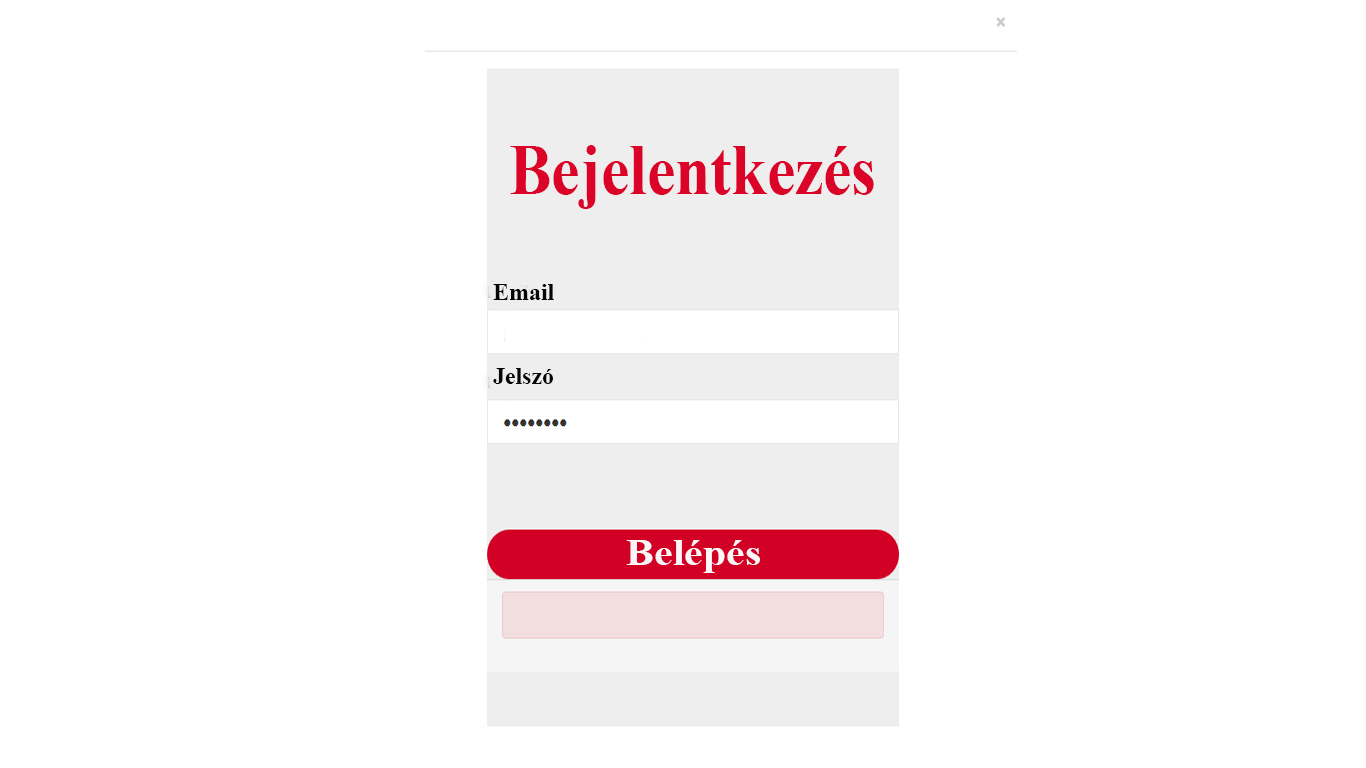 ×
Bejelentkezés
Email
Jelszó
••••••••
Belépés